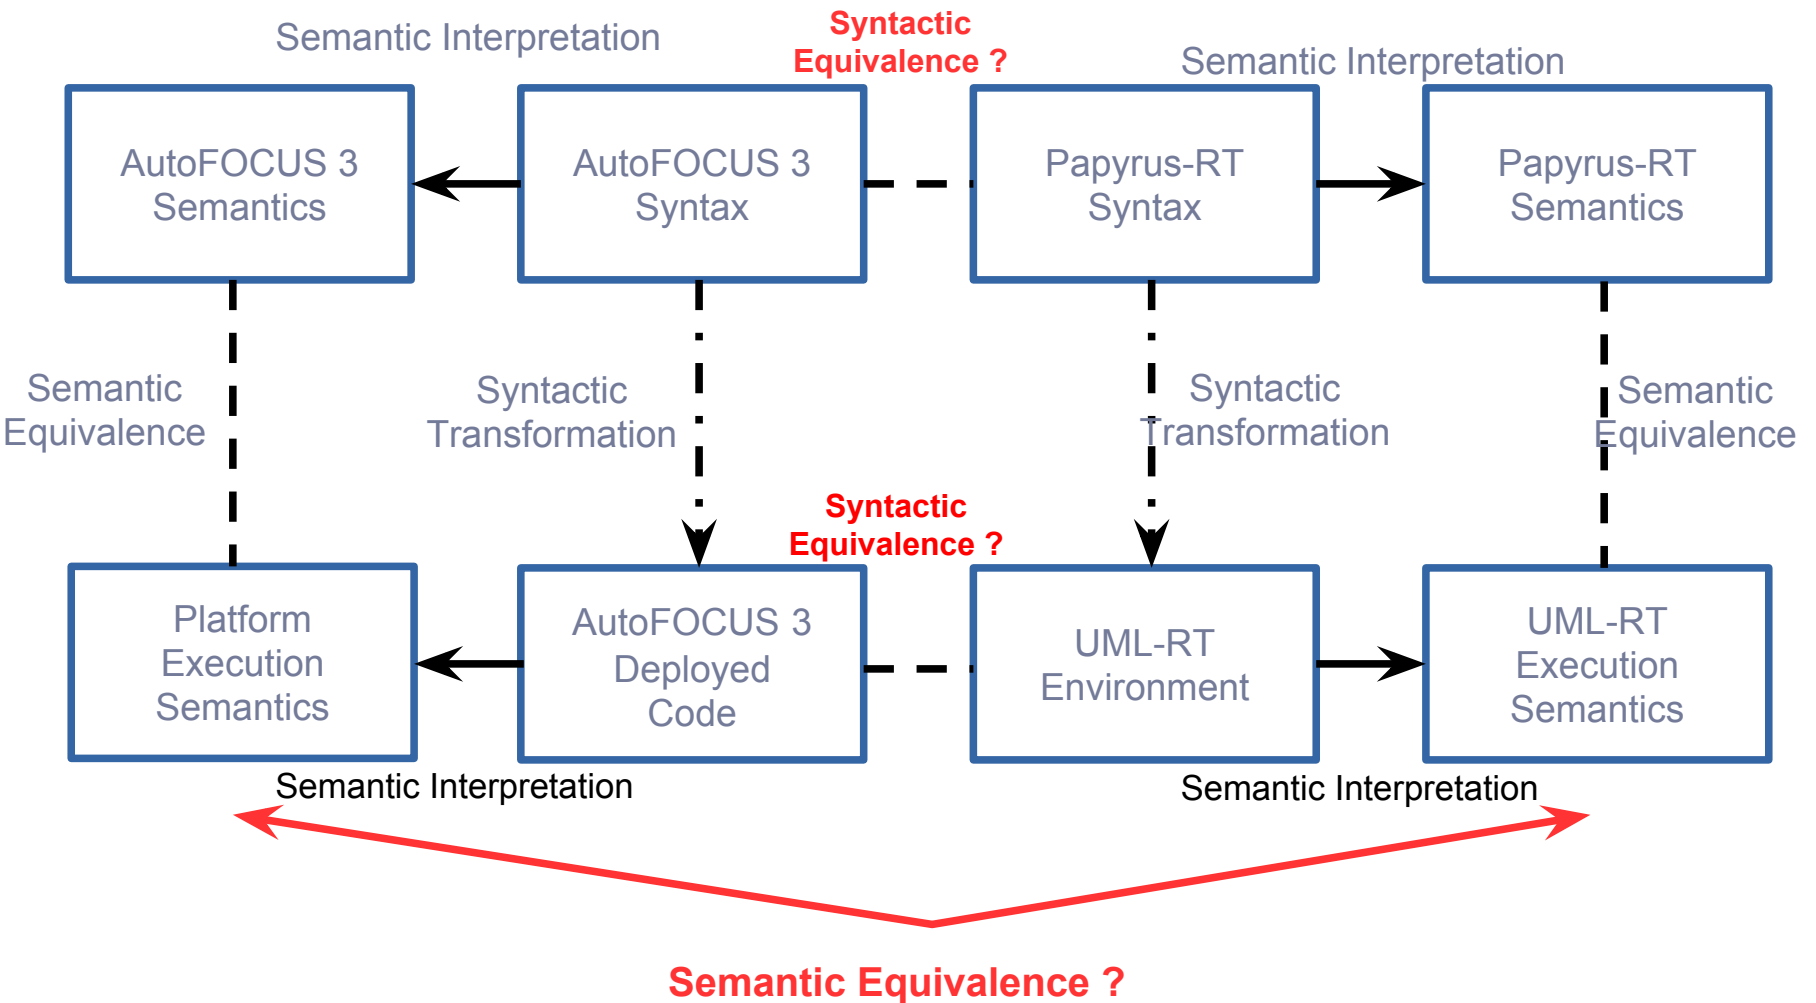 Semantic Interpretation
Syntactic
Equivalence ?
Semantic Interpretation
AutoFOCUS 3
Semantics
AutoFOCUS 3
Syntax
Papyrus-RT
Syntax
Papyrus-RT
Semantics
Semantic
Equivalence
Syntactic
Transformation
Syntactic
Transformation
Semantic
Equivalence
Syntactic
Equivalence ?
Platform
Execution
Semantics
AutoFOCUS 3
Deployed
Code
UML-RT
Environment
UML-RT
Execution
Semantics
Semantic Interpretation
Semantic Interpretation
Semantic Equivalence ?